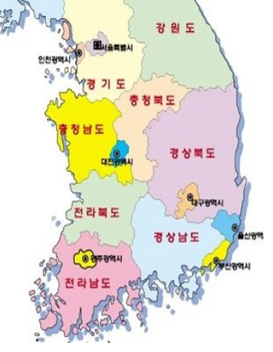 강원도
서울특별시
인천광역시
경기도
충청북도
충청남도
대전광역시
경상북도
대구광역시
전라북도
경상남도
울산광역
부산광역시
광주광역시
전라남도